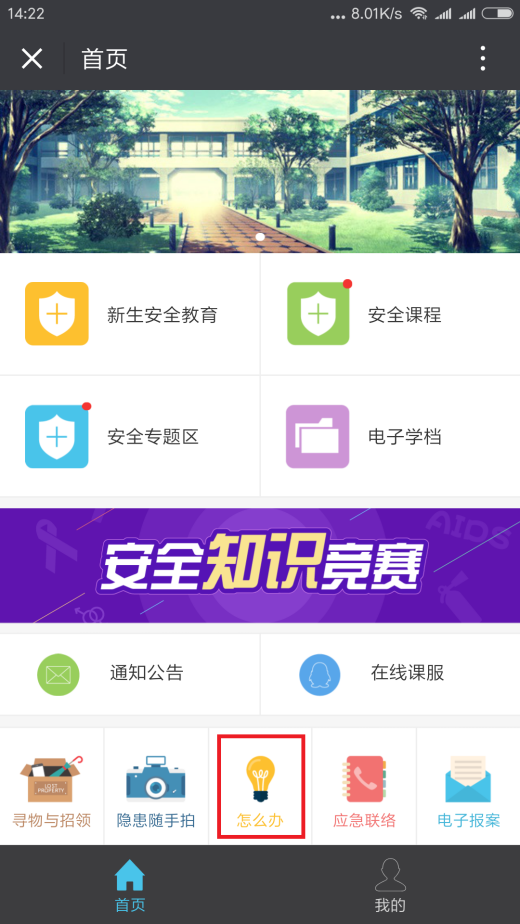 14:22
... 8.01K/s
首页
新生安全教育
安全课程
安全专题区
电子学档
AIDS
安全知识竞赛
通知公告
在线课服
LOST PROPERTY
寻物与招领
隐患随手拍
怎么办
应急联络
电子报案
首页
我的